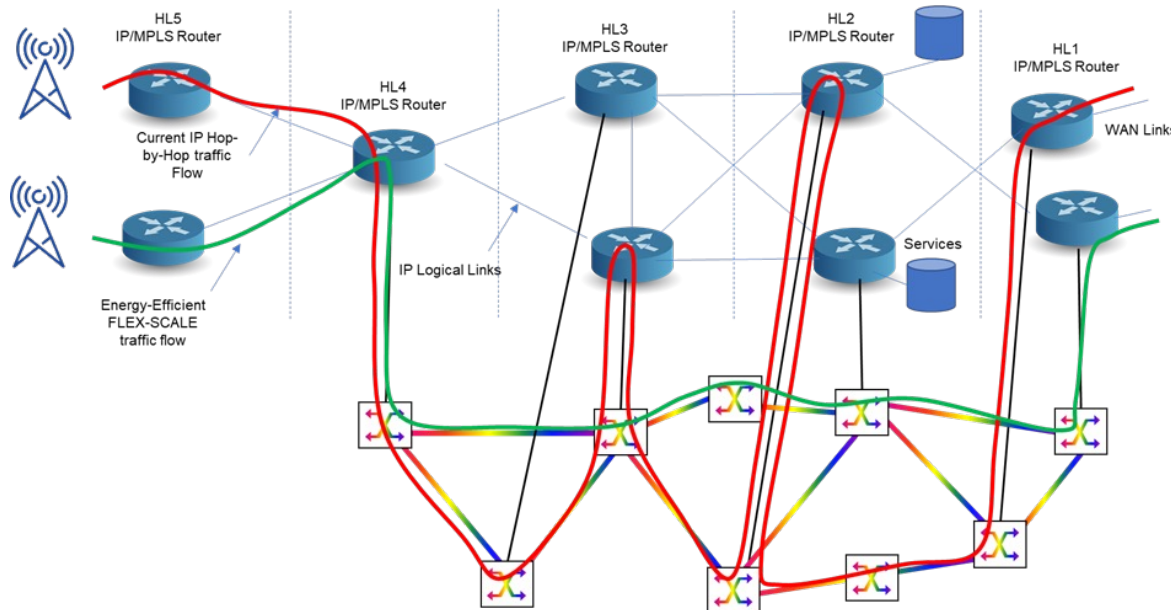 HL5
IP/MPLS Router
HL4
IP/MPLS Router
HL3
IP/MPLS Router
HL2
IP/MPLS Router
HL1
IP/MPLS Router
Current IP Hop-
by-Hop traffic
Flow
WAN Links
IP Logical Links
Services
Energy-Efficient
FLEX-SCALE
traffic flow